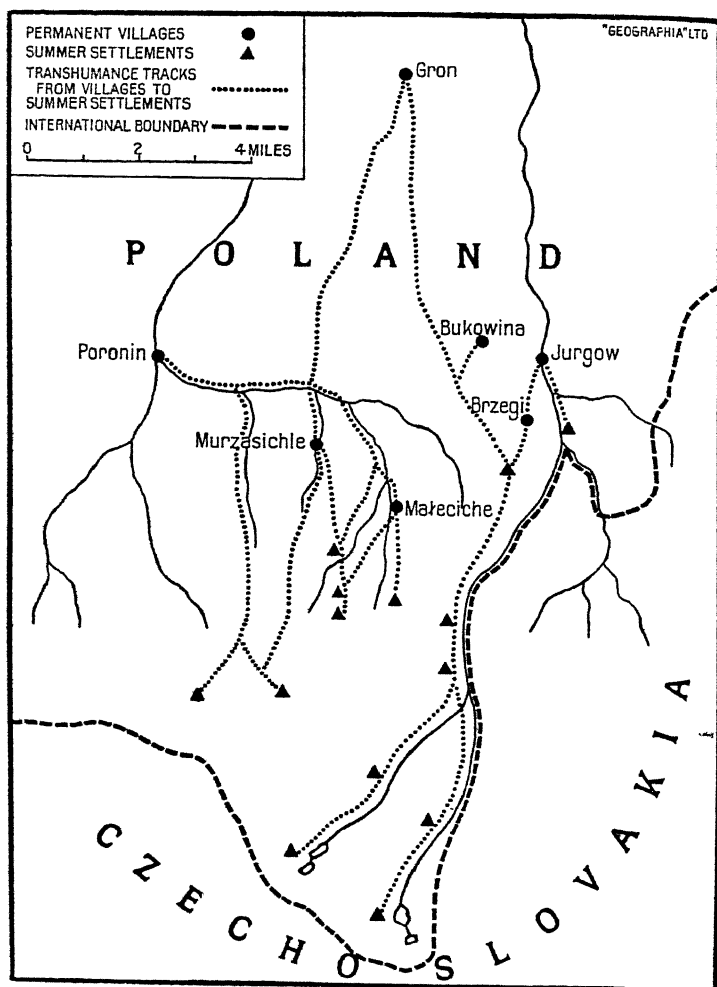 PERMANENT VILLAGES
SUMMER SETTLEMENTS
TRANSHUMANCE TRACKS
FROM VILLAGES TO
SUMMER SETTLEMENTS
INTERNATIONAL BOUNDARY
0 2 4 MILES
"GEOGRAPHIA" LTD
Gron
POLAND
Bukowina
Poronin
Jurgow
Brzegi
Murzasichle
Małeciche
CZECHOSLOVAKIA